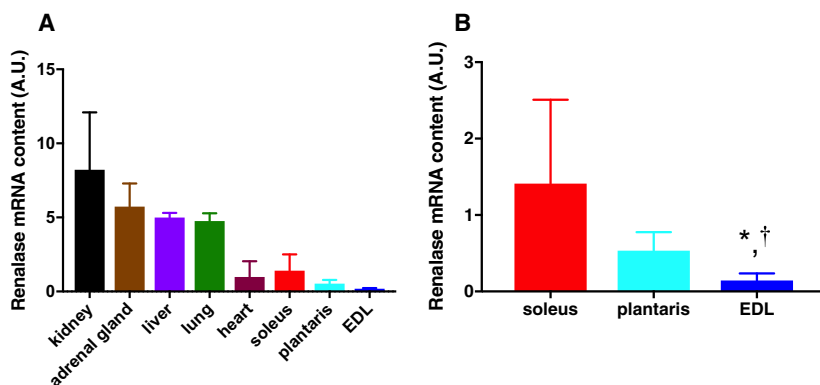 A
Renalase mRNA content (A.U.)
15
10
5
0
kidney
adrenal gland
liver
lung
heart
soleus
plantaris
EDL
B
Renalase mRNA content (A.U.)
3
2
1
0
*,†
soleus
plantaris
EDL